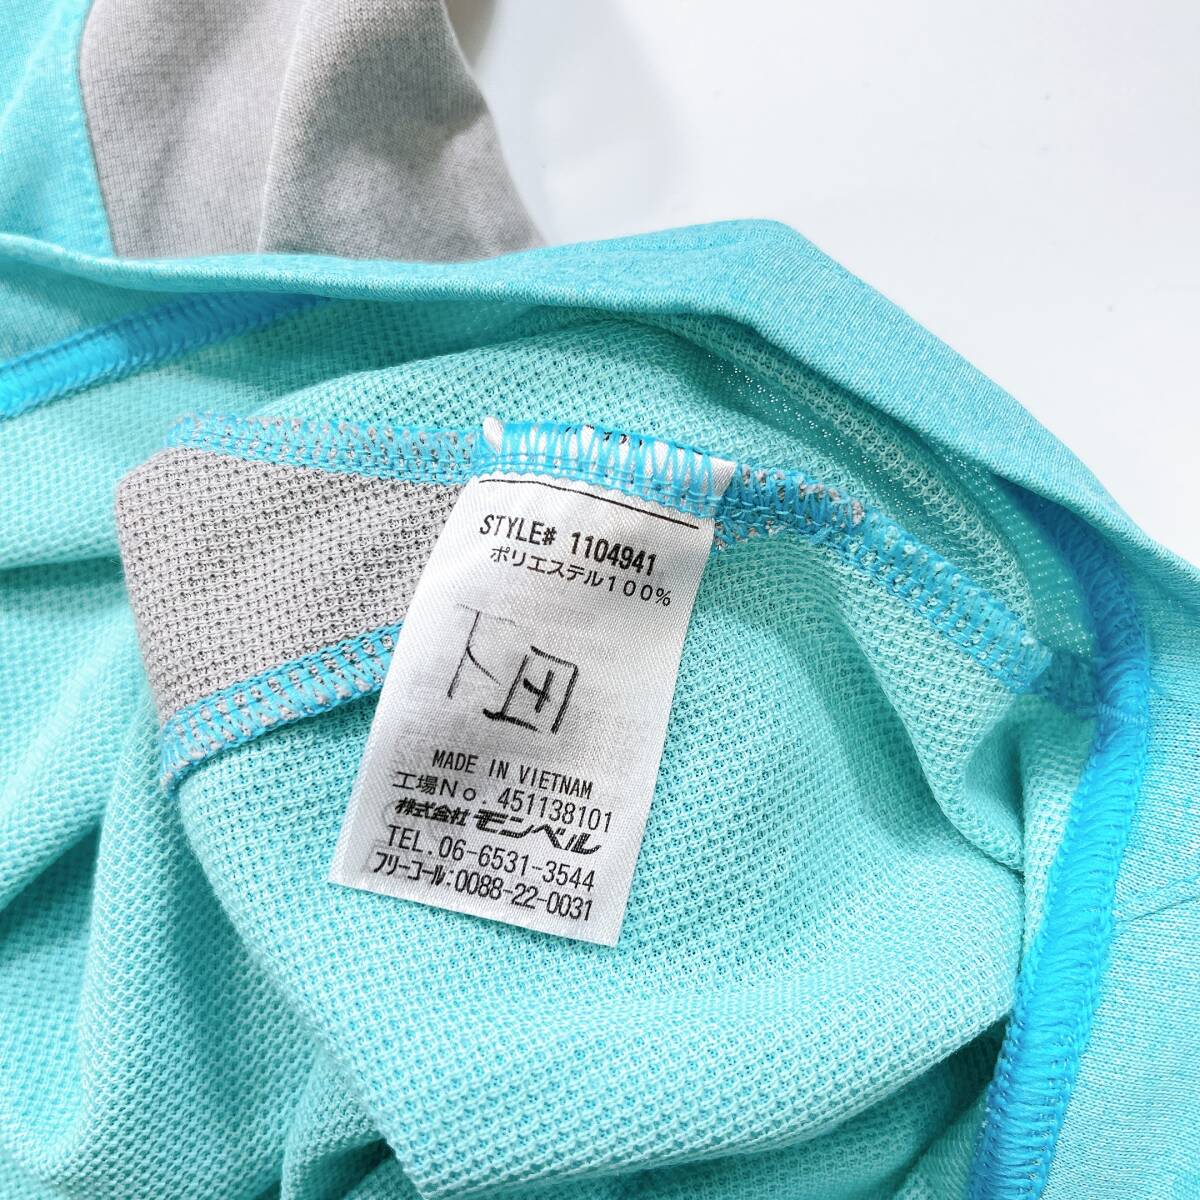 STYLE# 1104941
ポリエステル100%
下田
MADE IN VIETNAM
工場No. 451138101
株式会社 モンベル
TEL. 06-6531-3544
フリーコール:0088-22-0031